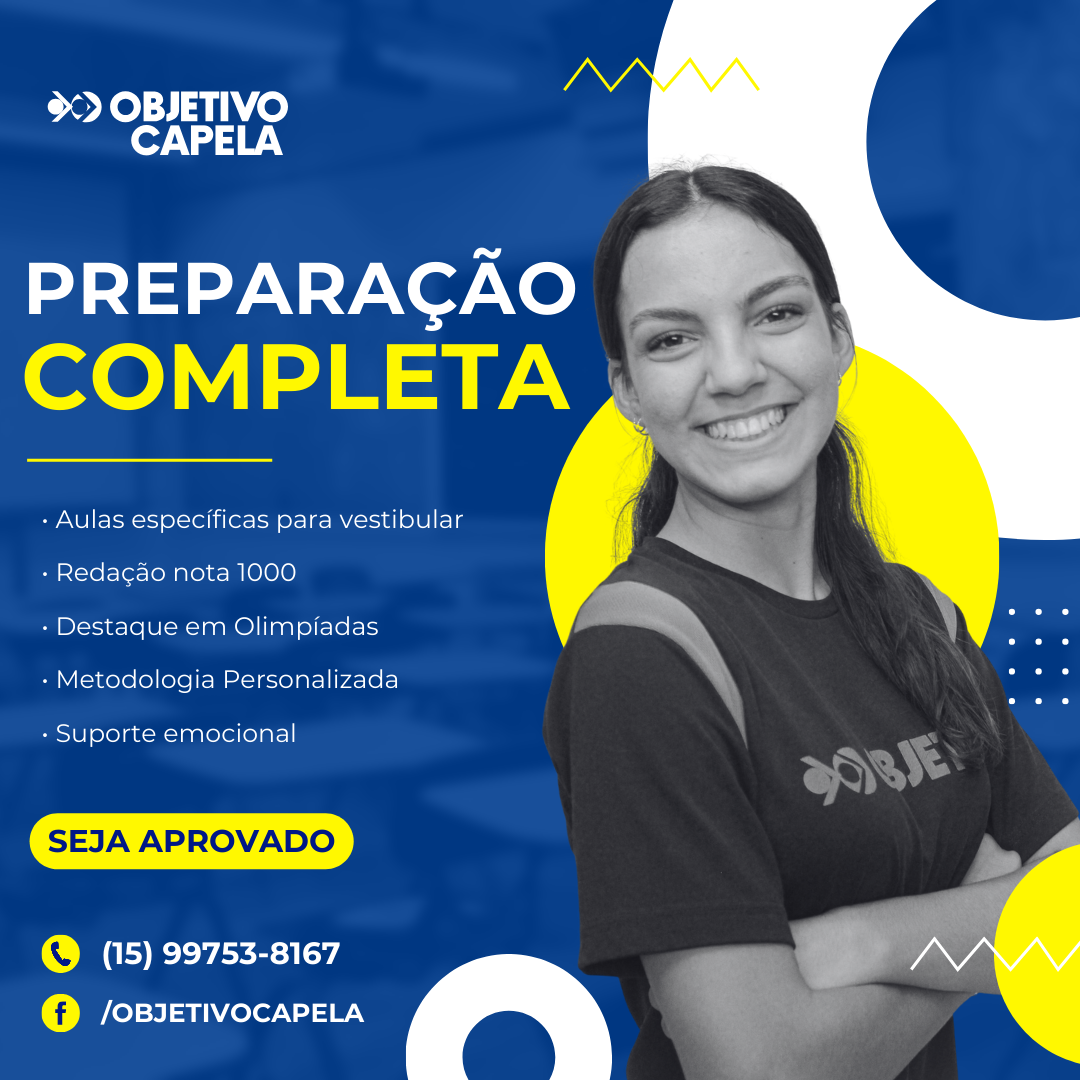 OBJETIVO
CAPELA
PREPARAÇÃO
COMPLETA
• Aulas específicas para vestibular
• Redação nota 1000
• Destaque em Olimpíadas
• Metodologia Personalizada
• Suporte emocional
OBJET
SEJA APROVADO
(15) 99753-8167
/OBJETIVOCAPELA